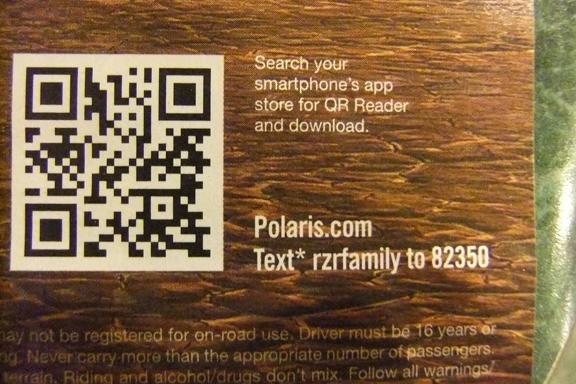 Search your
smartphone's app
store for QR Reader
and download.
Polaris.com
Text* rzrfamily to 82350
may not be registered for on-road use. Driver must be 16 years or
Never carry more than the appropriate number of passengers.
terrain. Riding and alcohol/drugs don't mix. Follow all warnings/